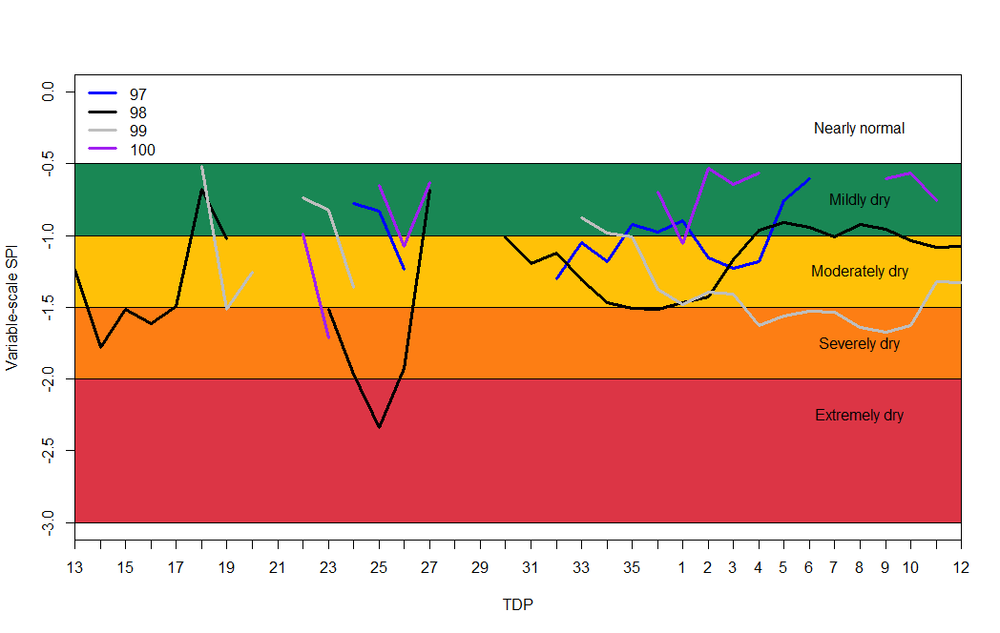 97
98
99
100
Nearly normal
Mildly dry
Moderately dry
Severely dry
Extremely dry
Variable-scale SPI
0.0
-0.5
-1.0
-1.5
-2.0
-2.5
-3.0
13 15 17 19 21 23 25 27 29 31 33 35 1 2 3 4 5 6 7 8 9 10 12
TDP